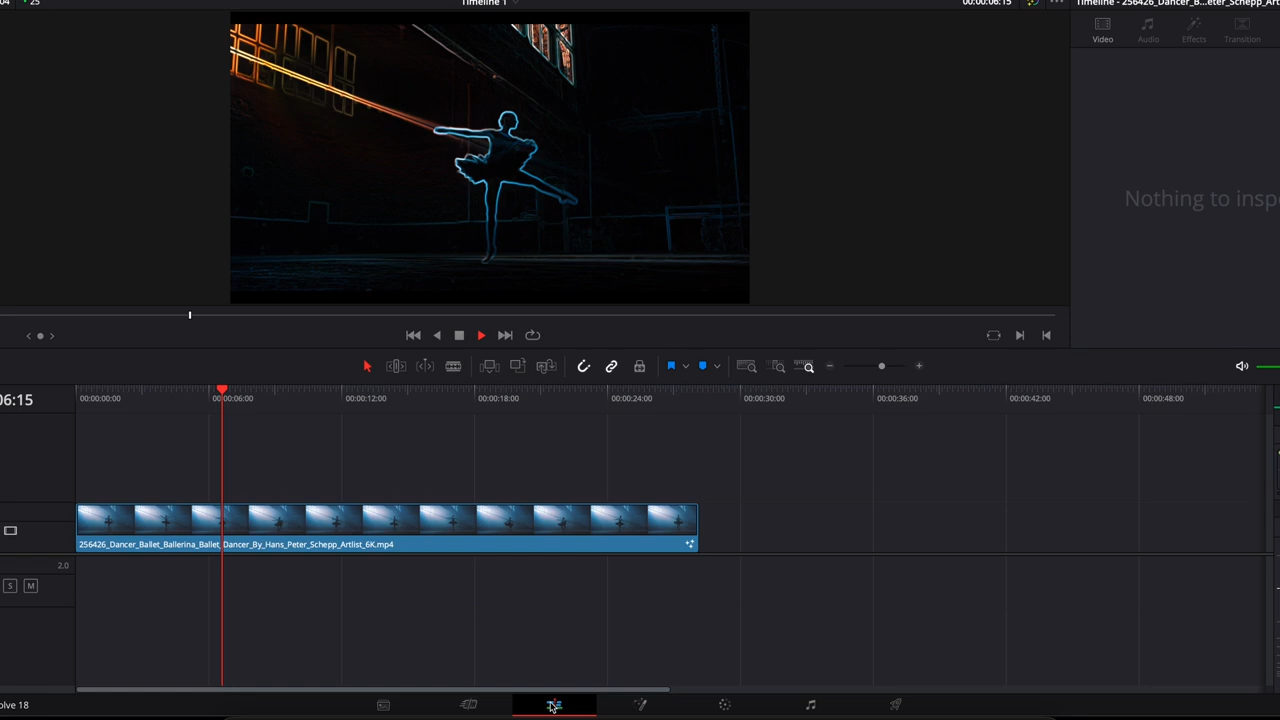 04
25
Timeline 1
00:00:06:15
Timeline - 256426_Dancer_B...eter_Schepp_Art
Video
Audio
Effects
Transition
Nothing to insp
06:15
00:00:00:00
00:00:06:00
00:00:12:00
00:00:18:00
00:00:24:00
00:00:30:00
00:00:36:00
00:00:42:00
00:00:48:00
256426_Dancer_Ballet_Ballerina_Ballet_Dancer_By_Hans_Peter_Schepp_Artlist_6K.mp4
2.0
S
M
olve 18